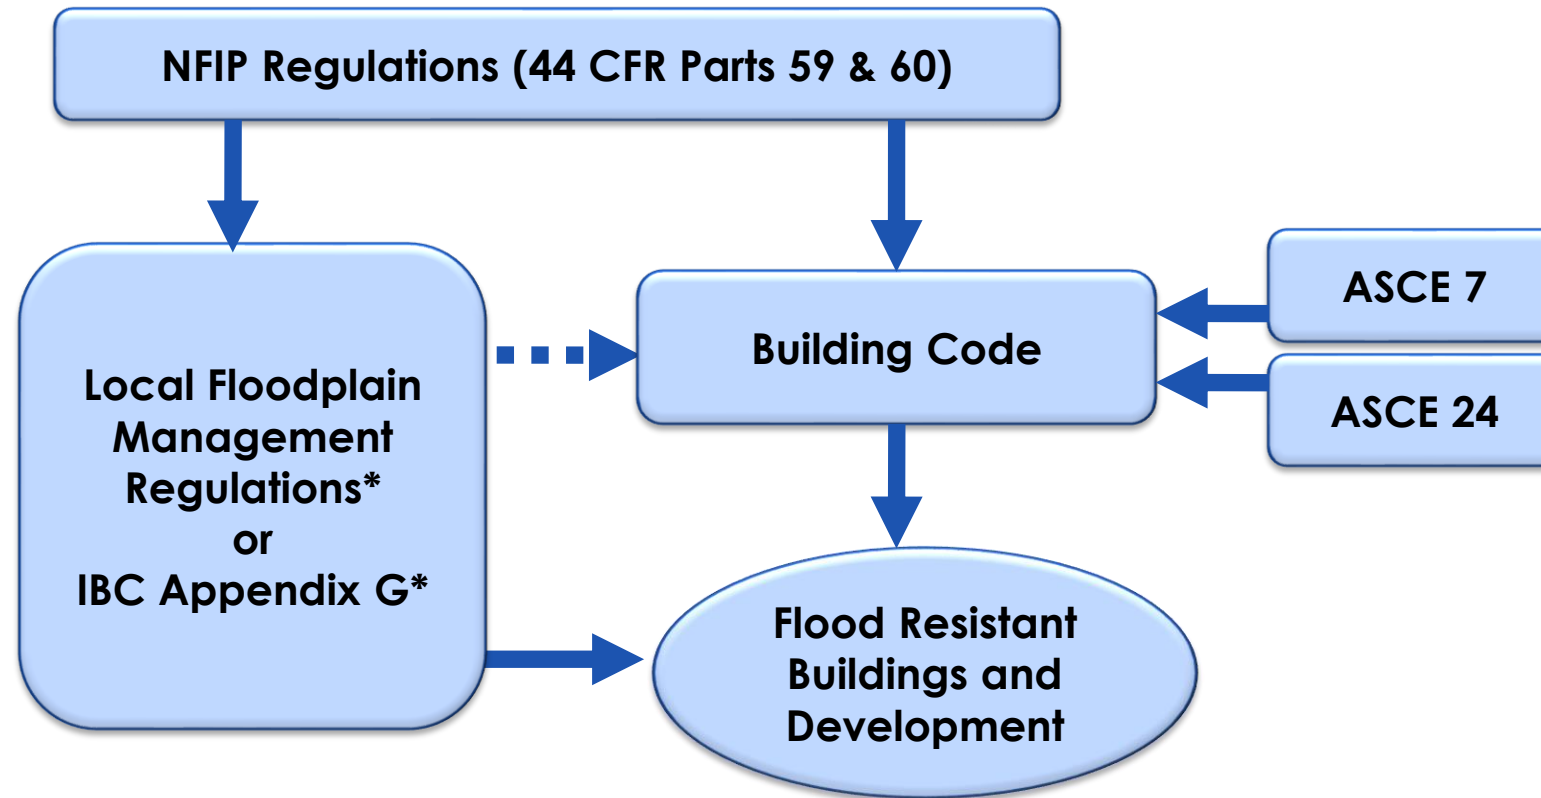 NFIP Regulations (44 CFR Parts 59 & 60)
Local Floodplain
Management
Regulations*
or
IBC Appendix G*
Building Code
ASCE 7
ASCE 24
Flood Resistant
Buildings and
Development